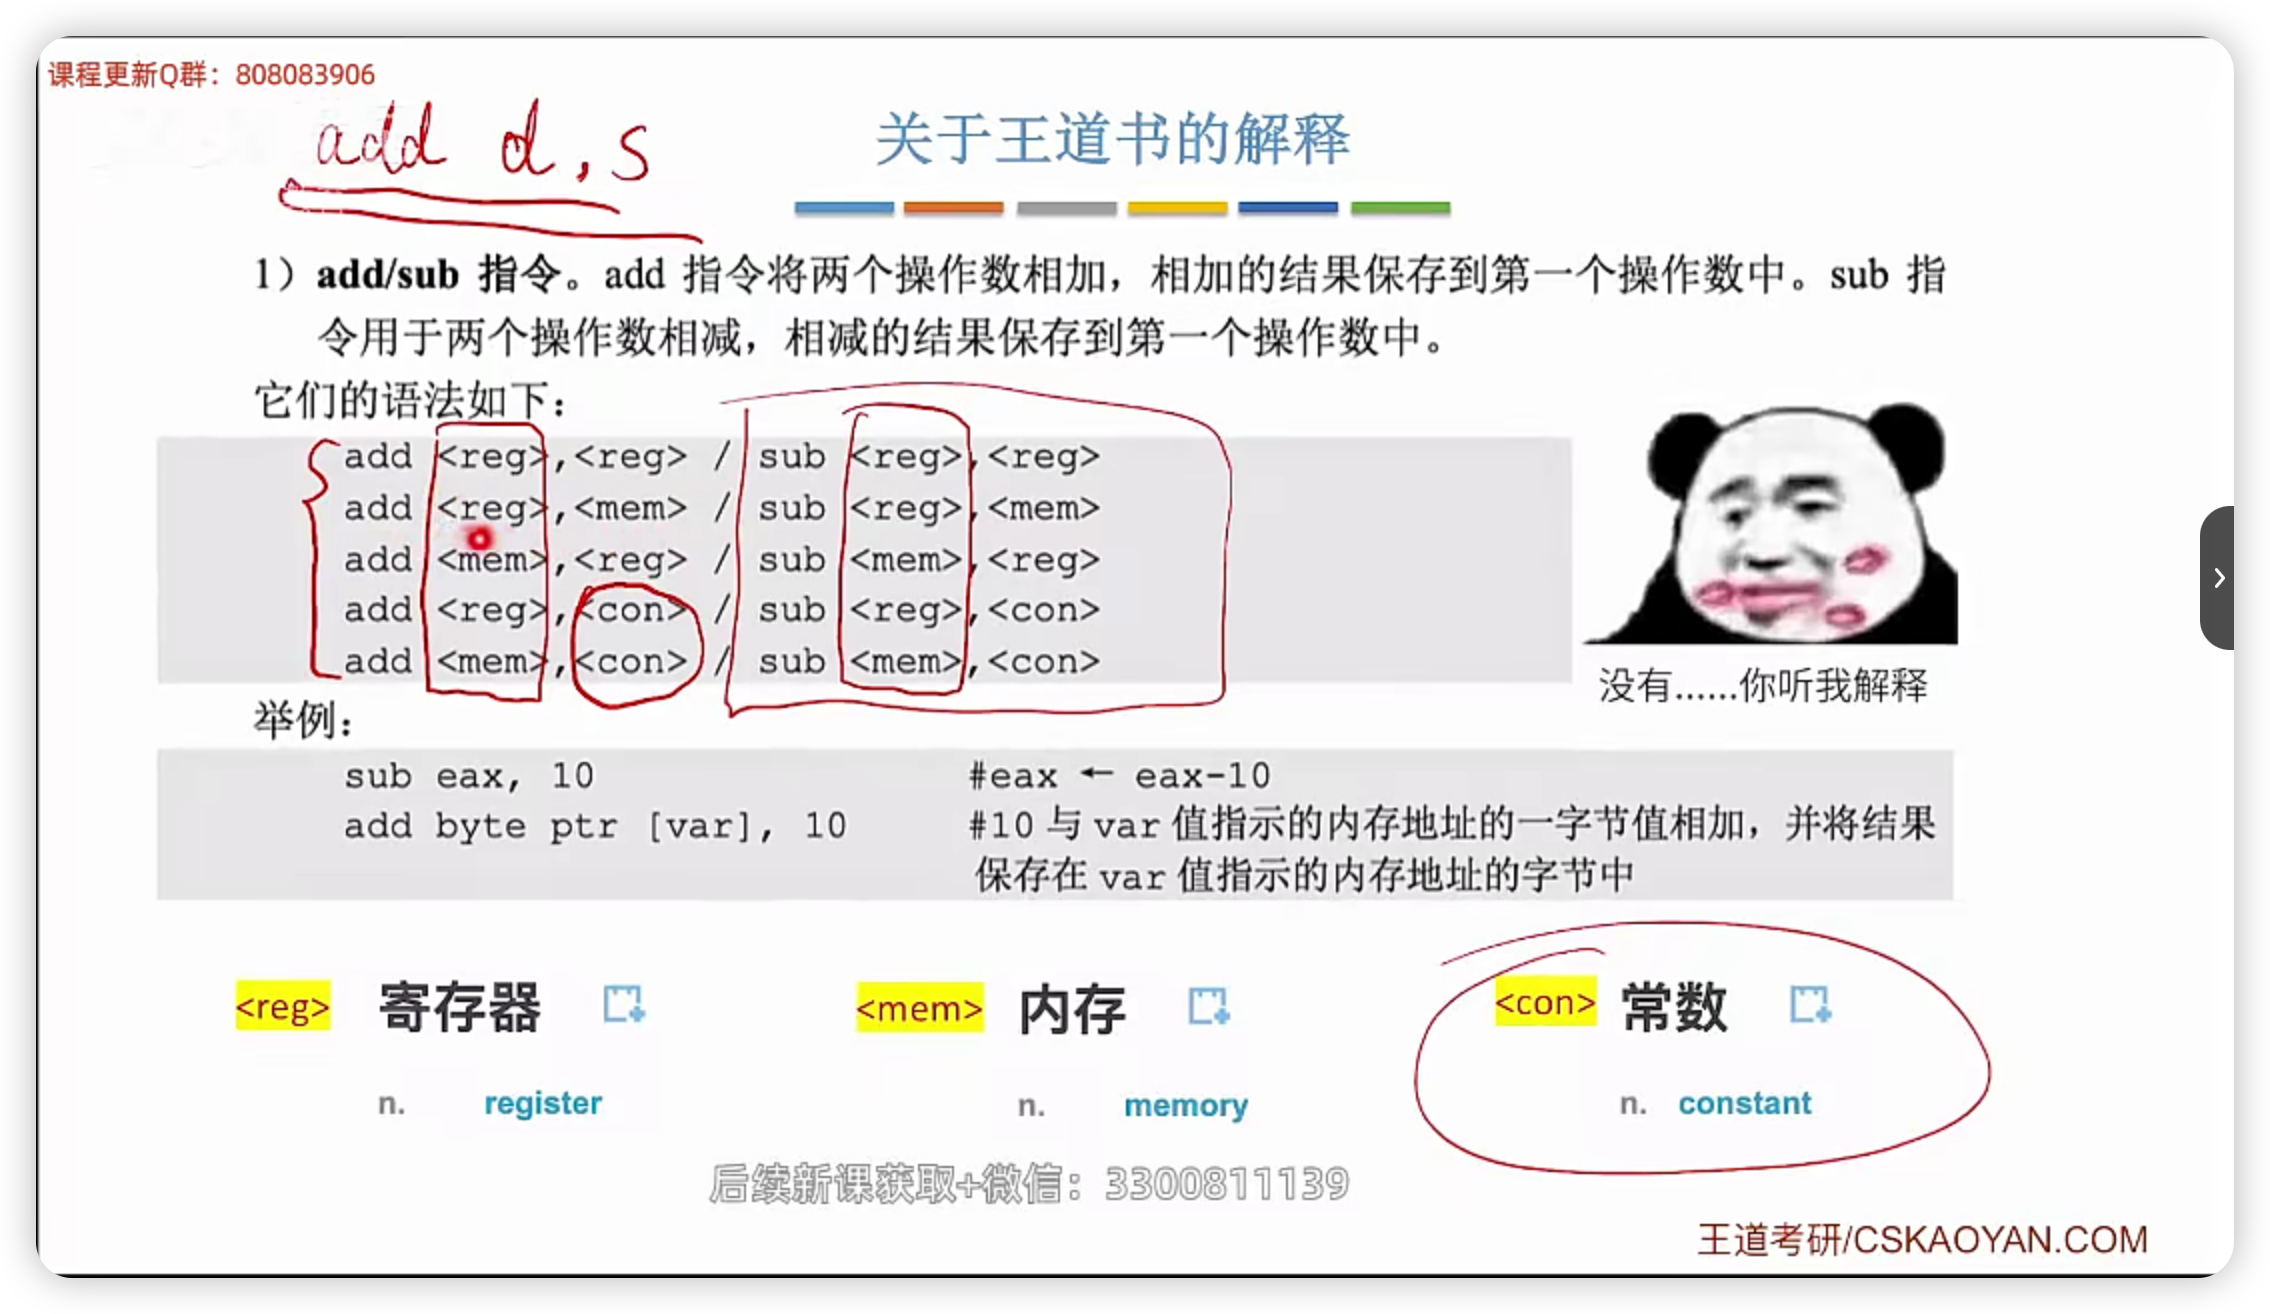 课程更新Q群：808083906
add d,s
关于王道书的解释
1）add/sub 指令。add 指令将两个操作数相加，相加的结果保存到第一个操作数中。sub 指
令用于两个操作数相减，相减的结果保存到第一个操作数中。
它们的语法如下：
add <reg>,<reg> / sub <reg>,<reg>
add <reg>,<mem> / sub <reg>,<mem>
add <mem>,<reg> / sub <mem>,<reg>
add <reg>,<con> / sub <reg>,<con>
add <mem>,<con> / sub <mem>,<con>
没有......你听我解释
举例：
sub eax, 10 #eax ← eax-10
add byte ptr [var], 10 #10 与 var 值指示的内存地址的一字节值相加，并将结果
保存在 var 值指示的内存地址的字节中
<reg> 寄存器 <mem> 内存 <con> 常数
n. register n. memory n. constant
后续新课获取+微信：3300811139
王道考研/CSKAOYAN.COM